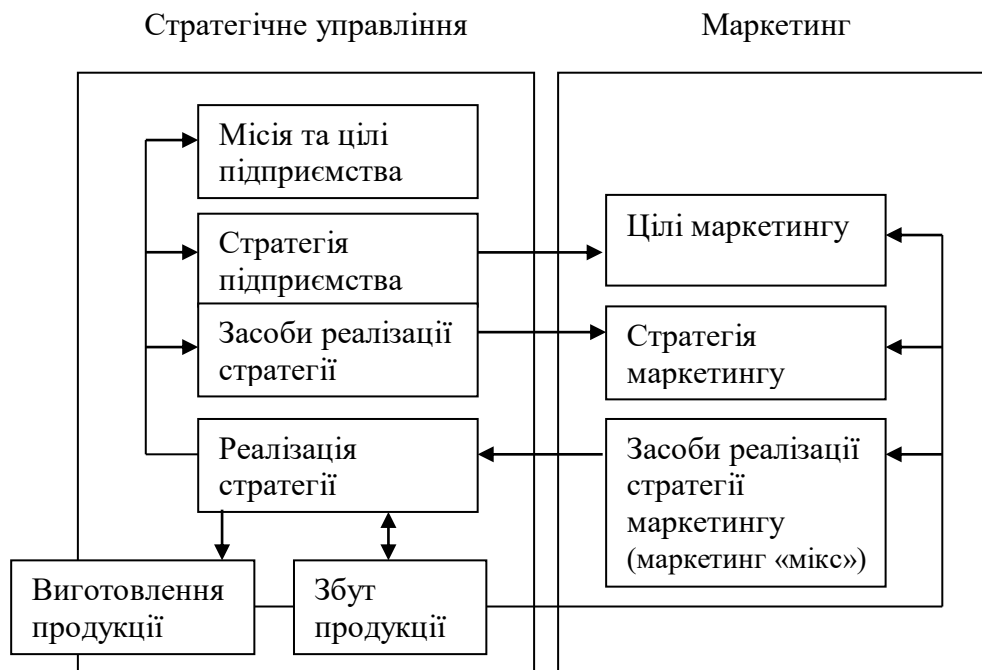 Стратегічне управління
Маркетинг
Місія та цілі
підприємства
Стратегія
підприємства
Засоби реалізації
стратегії
Реалізація
стратегії
Виготовлення
продукції
Збут
продукції
Цілі маркетингу
Стратегія
маркетингу
Засоби реалізації
стратегії
маркетингу
(маркетинг «мікс»)